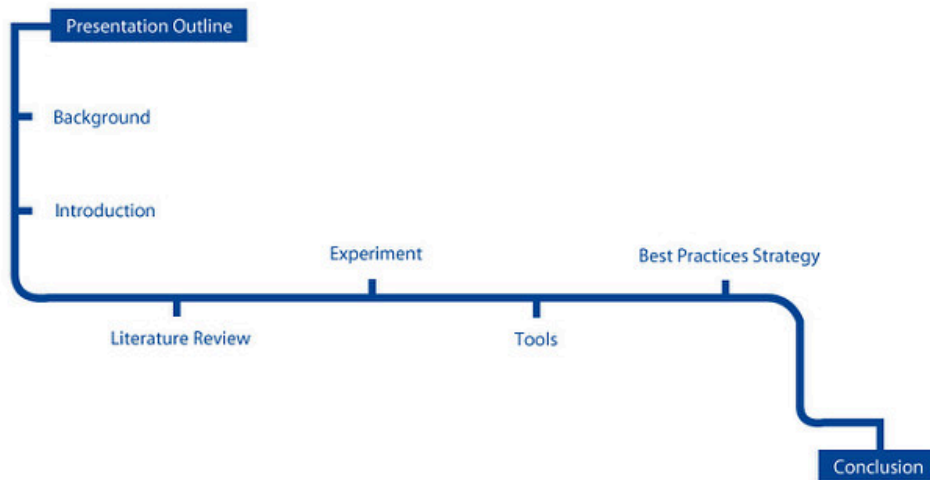 Presentation Outline
Background
Introduction
Literature Review
Experiment
Tools
Best Practices Strategy
Conclusion